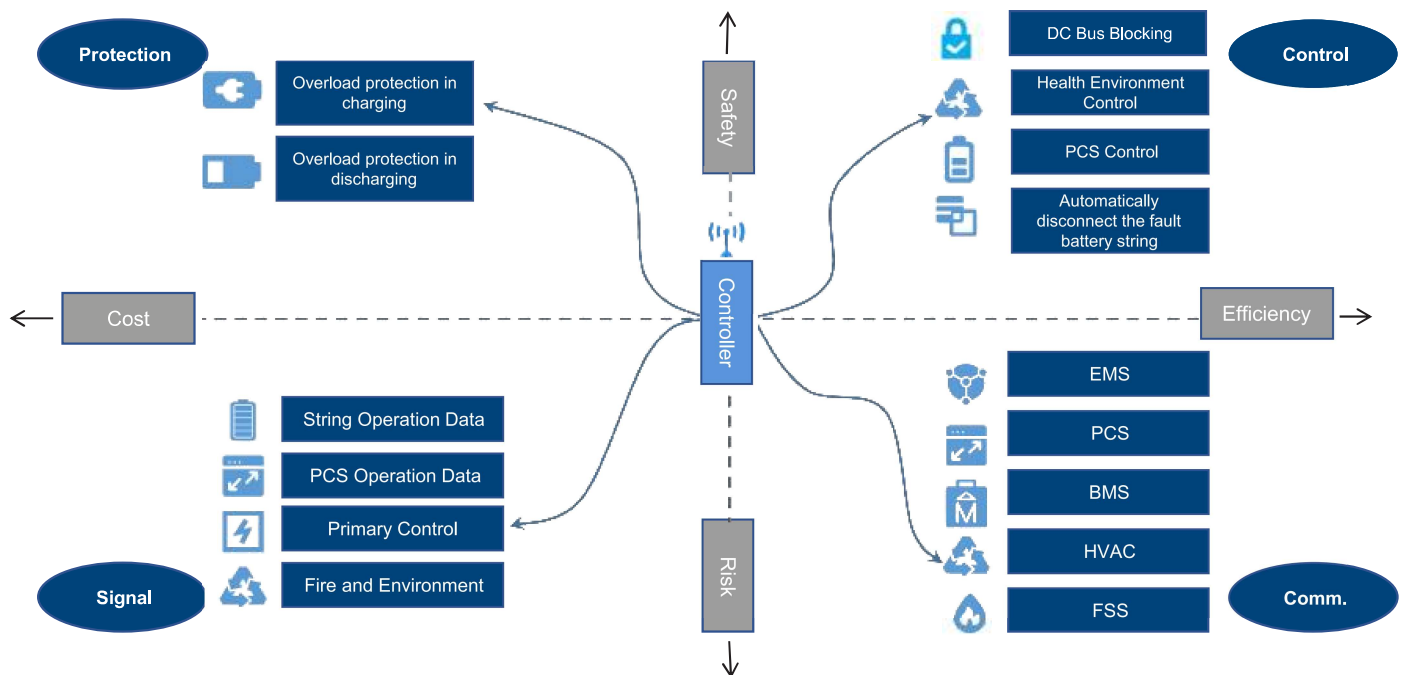 Protection
Overload protection in
charging
Overload protection in
discharging
Safety
DC Bus Blocking
Health Environment
Control
PCS Control
Automatically
disconnect the fault
battery string
Control
Cost
Controller
Efficiency
String Operation Data
PCS Operation Data
Primary Control
Fire and Environment
Signal
Risk
EMS
PCS
BMS
M
HVAC
FSS
Comm.